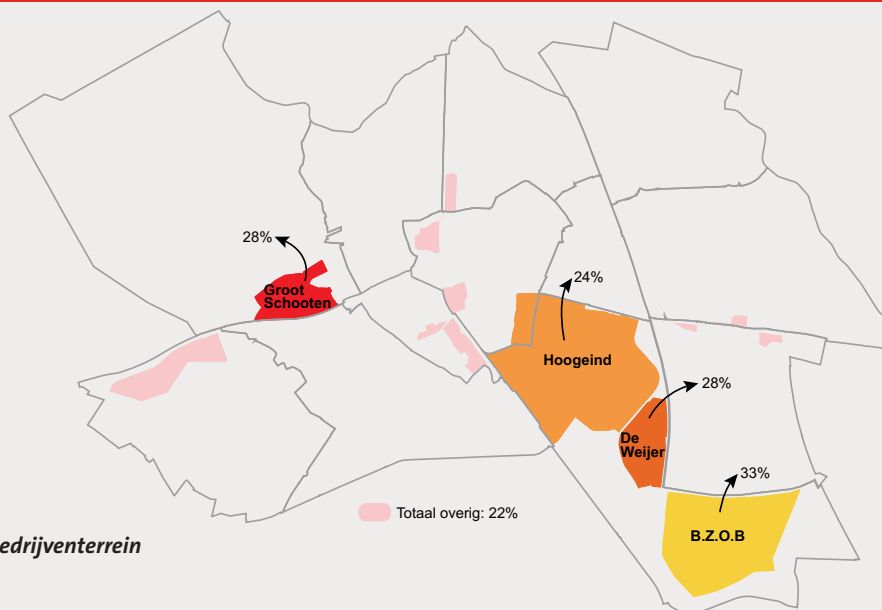 28%
Groot
Schooten
24%
Hoogeind
28%
De
Weijer
33%
B.Z.O.B
Totaal overig: 22%
edrijventerrein